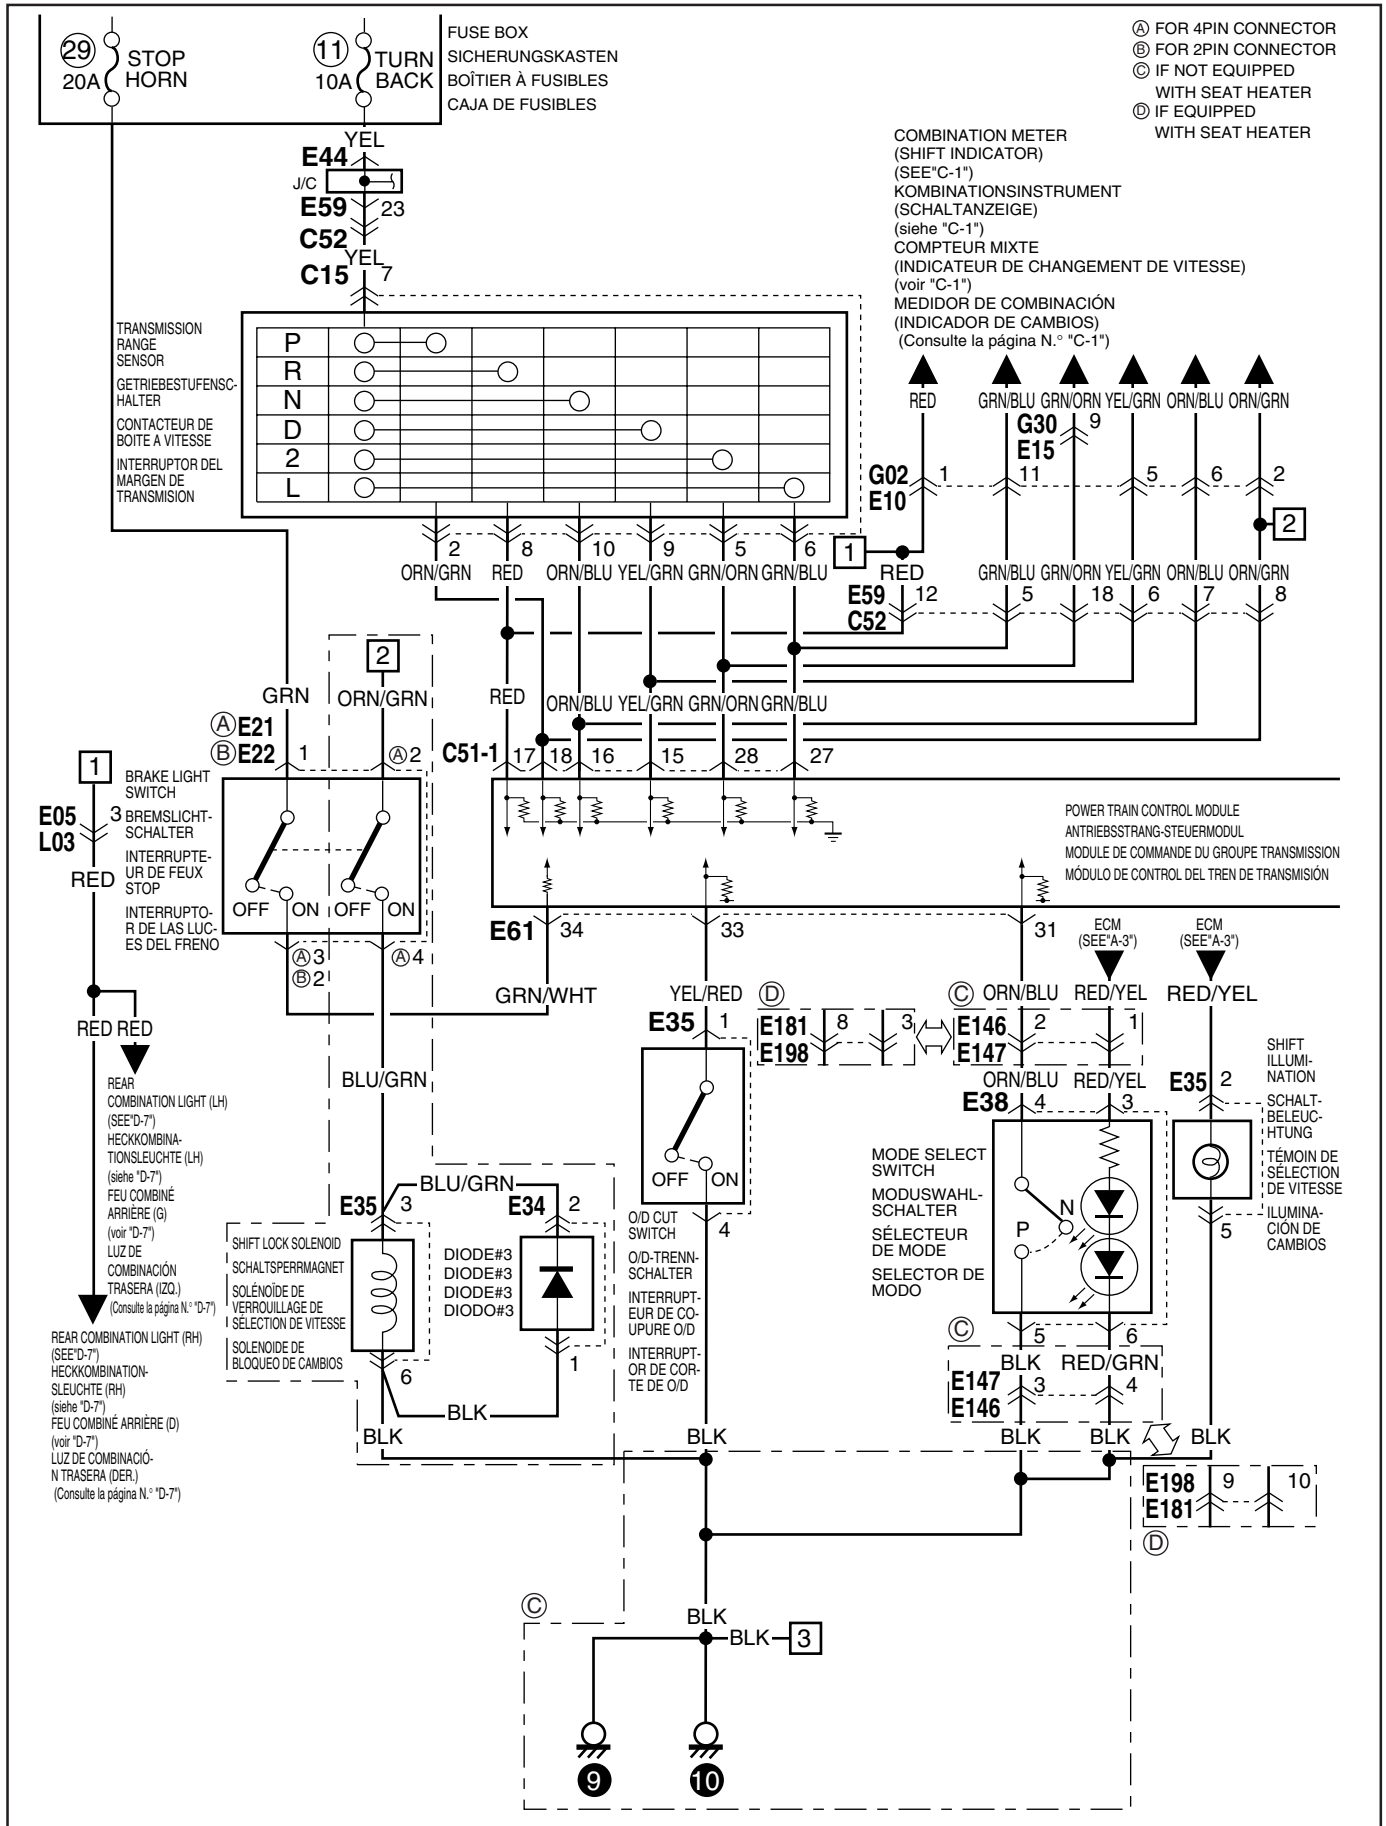 29
20A
STOP
HORN
11
10A
TURN
BACK
FUSE BOX
SICHERUNGSKASTEN
BOÎTIER À FUSIBLES
CAJA DE FUSIBLES
Ⓐ FOR 4PIN CONNECTOR
Ⓑ FOR 2PIN CONNECTOR
Ⓒ IF NOT EQUIPPED
WITH SEAT HEATER
Ⓓ IF EQUIPPED
WITH SEAT HEATER
YEL
E44
J/C
E59 23
C52
YEL
C15 7
COMBINATION METER
(SHIFT INDICATOR)
(SEE"C-1")
KOMBINATIONSINSTRUMENT
(SCHALTANZEIGE)
(siehe "C-1")
COMPTEUR MIXTE
(INDICATEUR DE CHANGEMENT DE VITESSE)
(voir "C-1")
MEDIDOR DE COMBINACIÓN
(INDICADOR DE CAMBIOS)
(Consulte la página N.° "C-1")
TRANSMISSION
RANGE
SENSOR
GETRIEBESTUFENSC-
HALTER
CONTACTEUR DE
BOITE A VITESSE
INTERRUPTOR DEL
MARGEN DE
TRANSMISION
P
R
N
D
2
L
RED GRN/BLU GRN/ORN YEL/GRN ORN/BLU ORN/GRN
G30 9
E15
G02 1 11 5 6 2
E10
2
2 8 10 9 5 6
1
ORN/GRN RED ORN/BLU YEL/GRN GRN/ORN GRN/BLU
RED GRN/BLU GRN/ORN YEL/GRN ORN/BLU ORN/GRN
E59 12 5 18 6 7 8
C52
2
GRN ORN/GRN
RED ORN/BLU YEL/GRN GRN/ORN GRN/BLU
Ⓐ E21
Ⓑ E22 1 Ⓐ2
C51-1 17 18 16 15 28 27
1
E05 3
L03
RED
BRAKE LIGHT
SWITCH
BREMSLICHT-
SCHALTER
INTERRUPTE-
UR DE FEUX
STOP
INTERRUPTO-
R DE LAS LUC-
ES DEL FRENO
OFF ON OFF ON
POWER TRAIN CONTROL MODULE
ANTRIEBSSTRANG-STEUERMODUL
MODULE DE COMMANDE DU GROUPE TRANSMISSION
MÓDULO DE CONTROL DEL TREN DE TRANSMISIÓN
Ⓐ3 Ⓐ4
Ⓑ2
E61 34 33 31
ECM
(SEE"A-3")
ECM
(SEE"A-3")
GRN/WHT YEL/RED
Ⓓ
Ⓒ ORN/BLU RED/YEL RED/YEL
RED RED
E35 1
E181 8 3
E198
E146 2 1
E147
REAR
COMBINATION LIGHT (LH)
(SEE"D-7")
HECKKOMBINA-
TIONSLEUCHTE (LH)
(siehe "D-7")
FEU COMBINÉ
ARRIÈRE (G)
(voir "D-7")
LUZ DE
COMBINACIÓN
TRASERA (IZQ.)
(Consulte la página N.° "D-7")
BLU/GRN
ORN/BLU RED/YEL
E38 4 3
E35 2
SHIFT
ILLUMI-
NATION
SCHALT-
BELEUC-
HTUNG
TÉMOIN DE
SÉLECTION
DE VITESSE
ILUMINA-
CIÓN DE
CAMBIOS
5
OFF ON
4
MODE SELECT
SWITCH
MODUSWAHL-
SCHALTER
SÉLECTEUR
DE MODE
SELECTOR DE
MODO
P N
BLU/GRN
E35 3
E34 2
SHIFT LOCK SOLENOID
SCHALTSPERRMAGNET
SOLÉNOÏDE DE
VERROUILLAGE DE
SÉLECTION DE VITESSE
SOLENOIDE DE
BLOQUEO DE CAMBIOS
DIODE#3
DIODE#3
DIODE#3
DIODO#3
6 1
O/D CUT
SWITCH
O/D-TRENN-
SCHALTER
INTERRUPT-
EUR DE CO-
UPURE O/D
INTERRUPT-
OR DE COR-
TE DE O/D
REAR COMBINATION LIGHT (RH)
(SEE"D-7")
HECKKOMBINATION-
SLEUCHTE (RH)
(siehe "D-7")
FEU COMBINÉ ARRIÈRE (D)
(voir "D-7")
LUZ DE COMBINACIÓ-
N TRASERA (DER.)
(Consulte la página N.° "D-7")
Ⓒ 5 6
BLK RED/GRN
E147 3 4
E146
BLK
BLK BLK BLK BLK BLK
E198 9 10
E181
Ⓓ
Ⓒ
BLK
BLK 3
9 10